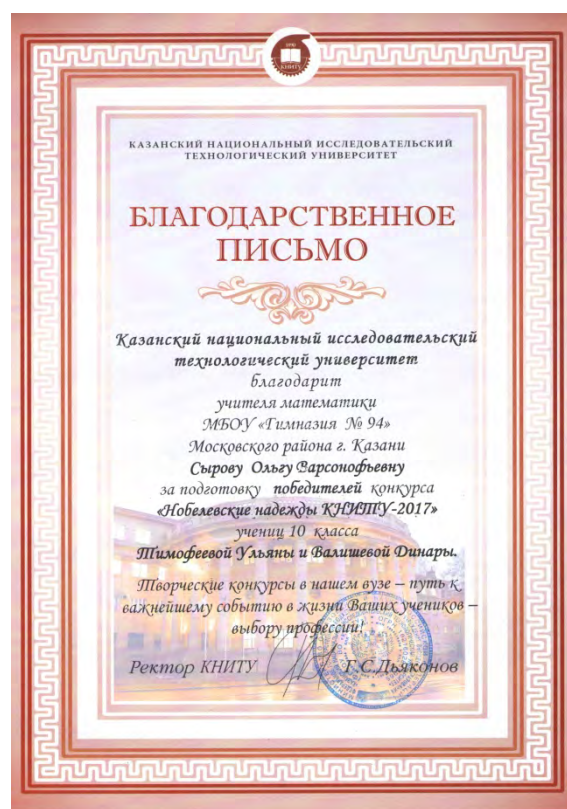 КНИТУ
КАЗАНСКИЙ НАЦИОНАЛЬНЫЙ ИССЛЕДОВАТЕЛЬСКИЙ
ТЕХНОЛОГИЧЕСКИЙ УНИВЕРСИТЕТ
БЛАГОДАРСТВЕННОЕ
ПИСЬМО
Казанский национальный исследовательский
технологический университет
благодарит
учителя математики
МБОУ «Гимназия № 94»
Московского района г. Казани
Сырову Ольгу Варсонофьевну
за подготовку победителей конкурса
«Нобелевские надежды КНИТУ-2017»
учениц 10 класса
Тимофеевой Ульяны и Валишевой Динары.
Творческие конкурсы в нашем вузе – путь к
важнейшему событию в жизни Ваших учеников –
выбору профессии!
Ректор КНИТУ Г.С.Дьяконов